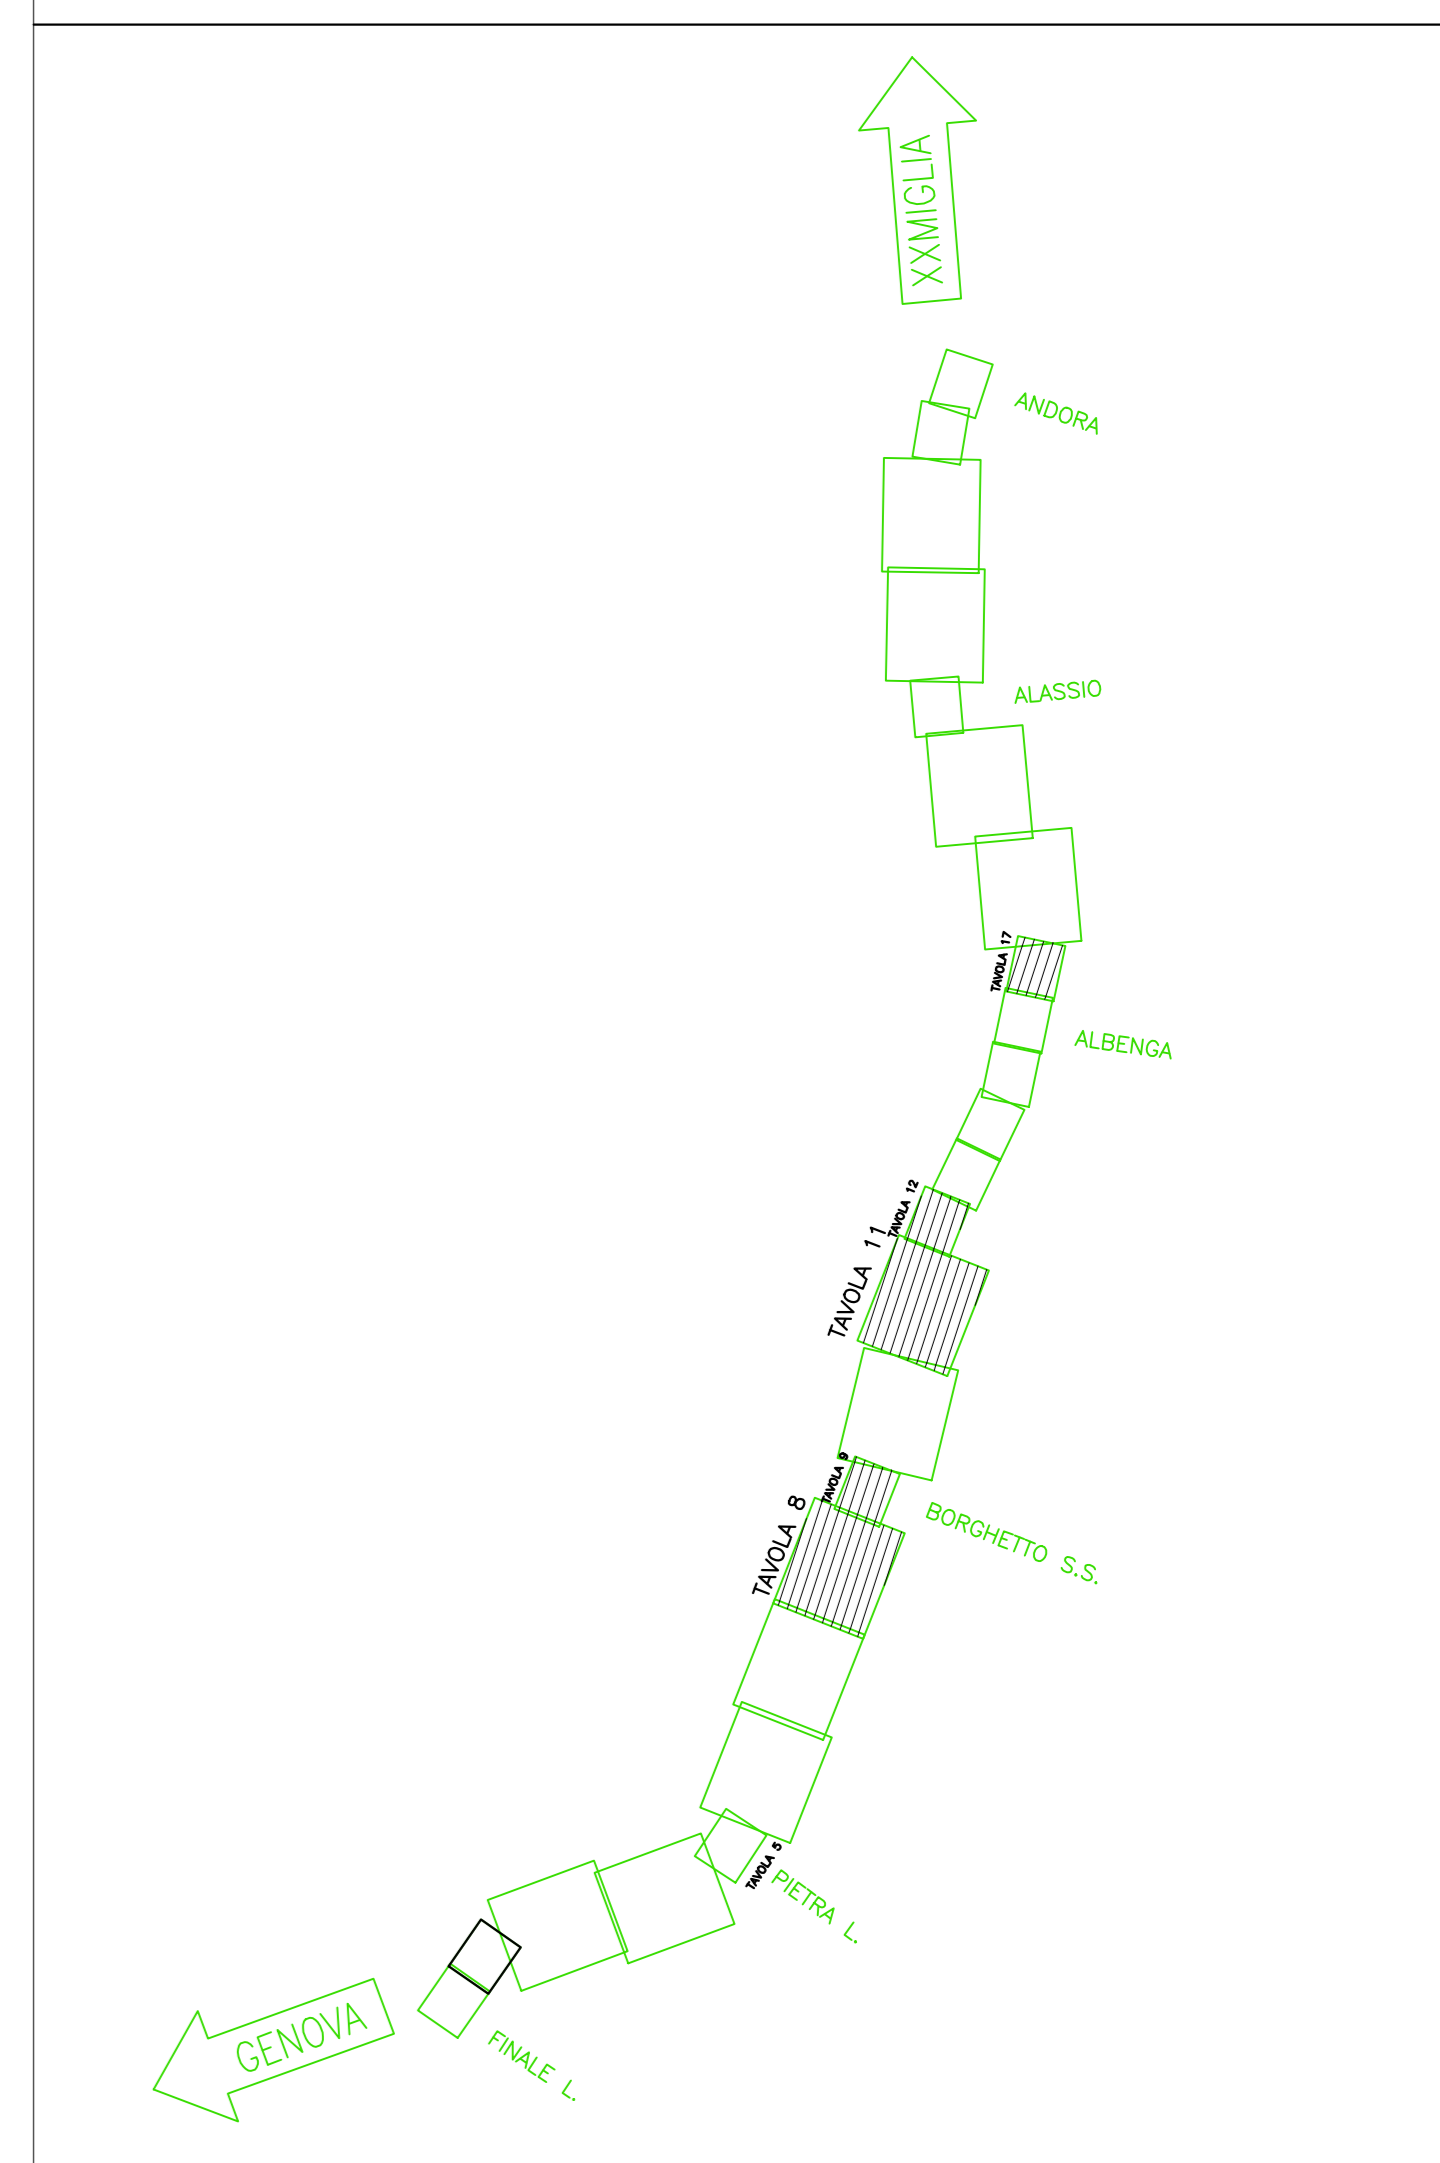 XXMIGLIA
ANDORA
ALASSIO
TAVOLA 17
ALBENGA
TAVOLA 12
TAVOLA 11
TAVOLA 9
TAVOLA 8
BORGHETTO S.S.
TAVOLA 5
PIETRA L.
GENOVA
FINALE L.